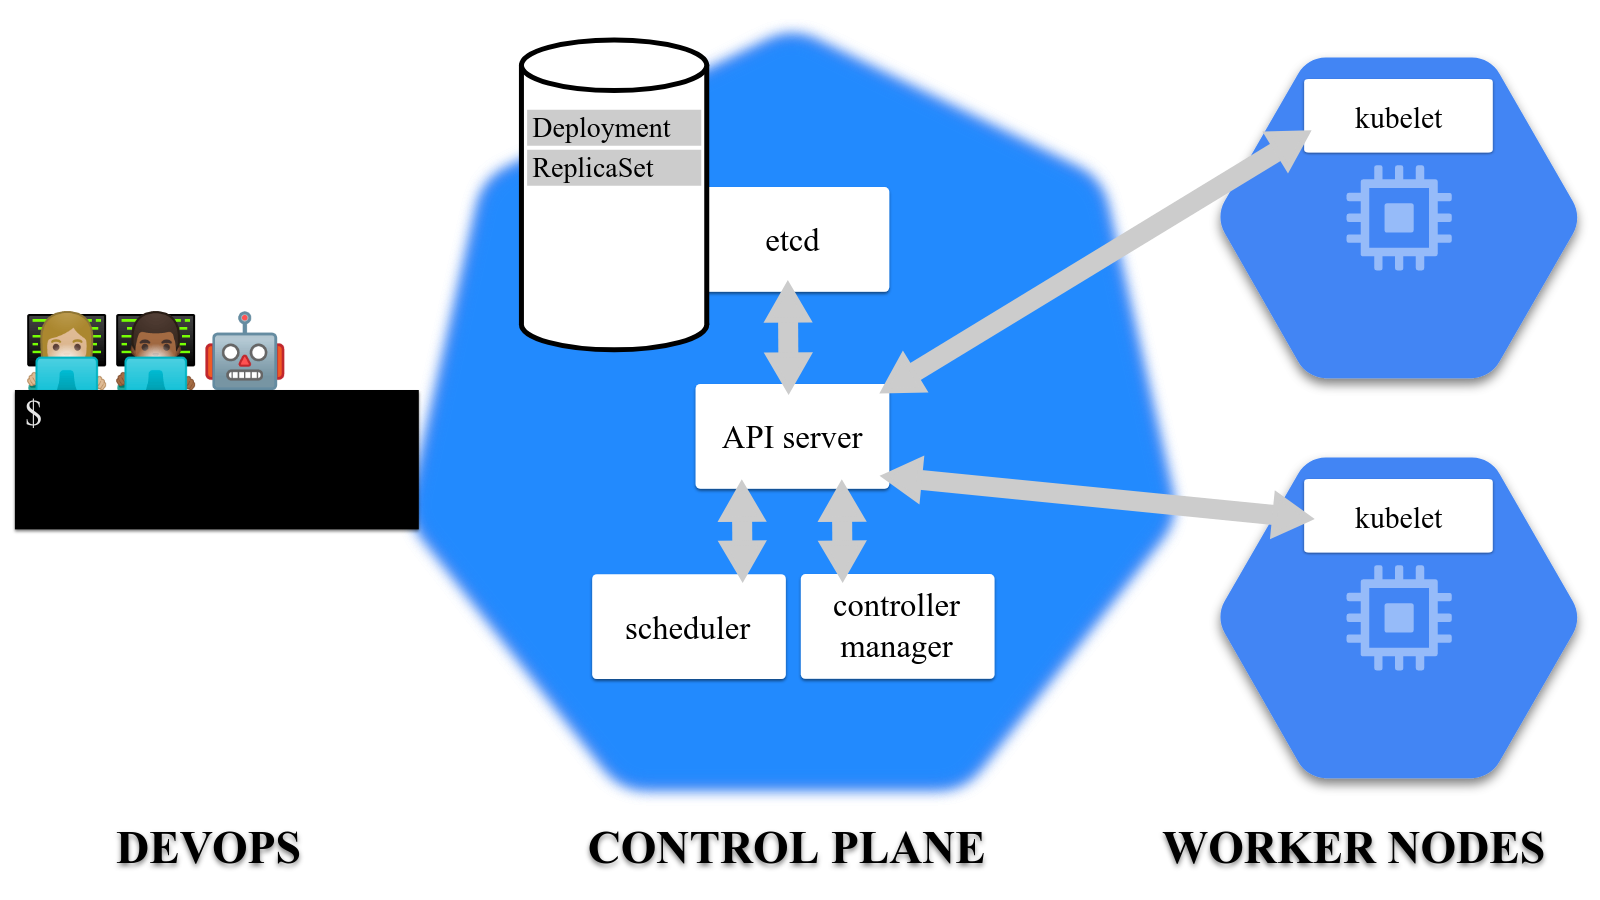 Deployment
ReplicaSet
etcd
kubelet
$
API server
kubelet
scheduler
controller
manager
DEVOPS
CONTROL PLANE
WORKER NODES